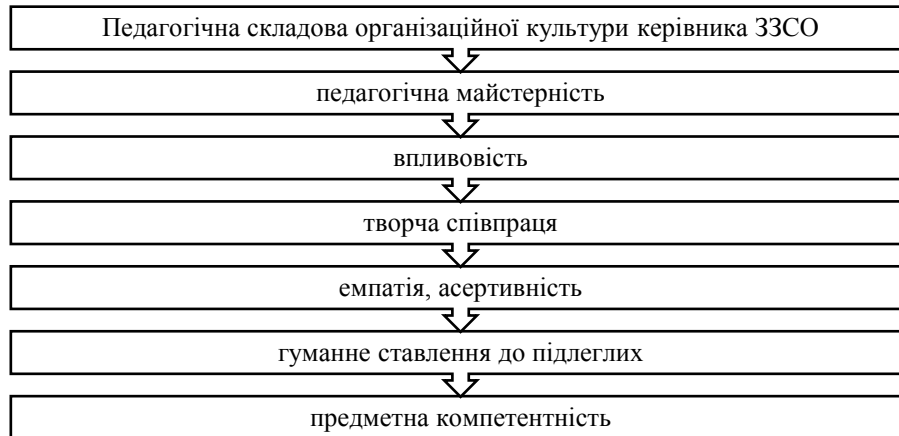 Педагогічна складова організаційної культури керівника ЗЗСО
педагогічна майстерність
впливовість
творча співпраця
емпатія, асертивність
гуманне ставлення до підлеглих
предметна компетентність